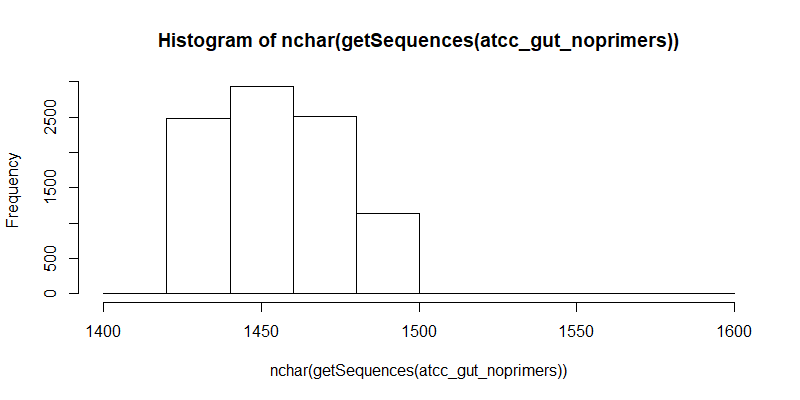 Histogram of nchar(getSequences(atcc_gut_noprimers))
Frequency
2500
1500
500
0
1400 1450 1500 1550 1600
nchar(getSequences(atcc_gut_noprimers))